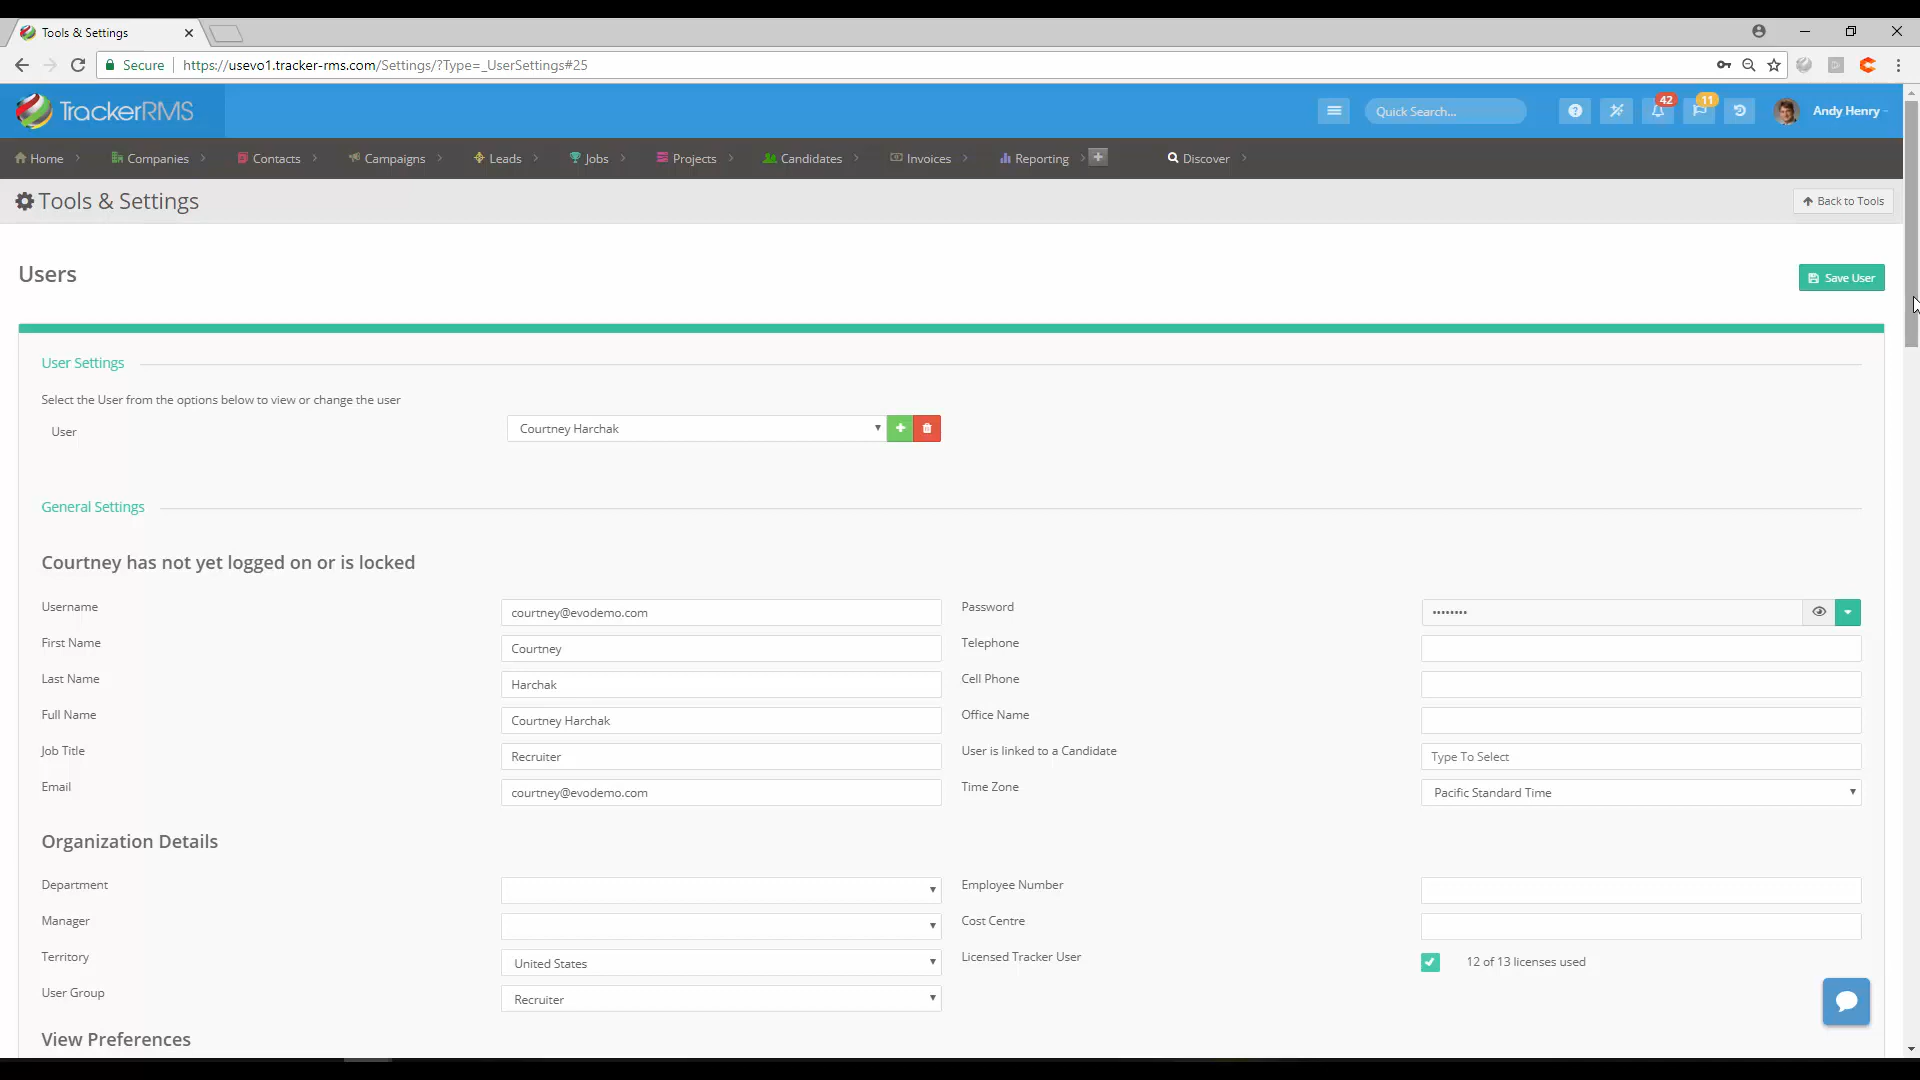 Tools & Settings
Secure https://usevo1.tracker-rms.com/Settings/?Type=_UserSettings#25
TrackerRMS Quick Search... 42 11 Andy Henry
Home Companies Contacts Campaigns Leads Jobs Projects Candidates Invoices Reporting Discover
Tools & Settings Back to Tools
Users Save User
User Settings
Select the User from the options below to view or change the user
User Courtney Harchak
General Settings
Courtney has not yet logged on or is locked
Username courtney@evodemo.com Password ••••••••
First Name Courtney Telephone
Last Name Harchak Cell Phone
Full Name Courtney Harchak Office Name
Job Title Recruiter User is linked to a Candidate Type To Select
Email courtney@evodemo.com Time Zone Pacific Standard Time
Organization Details
Department Employee Number
Manager Cost Centre
Territory United States Licensed Tracker User 12 of 13 licenses used
User Group Recruiter
View Preferences